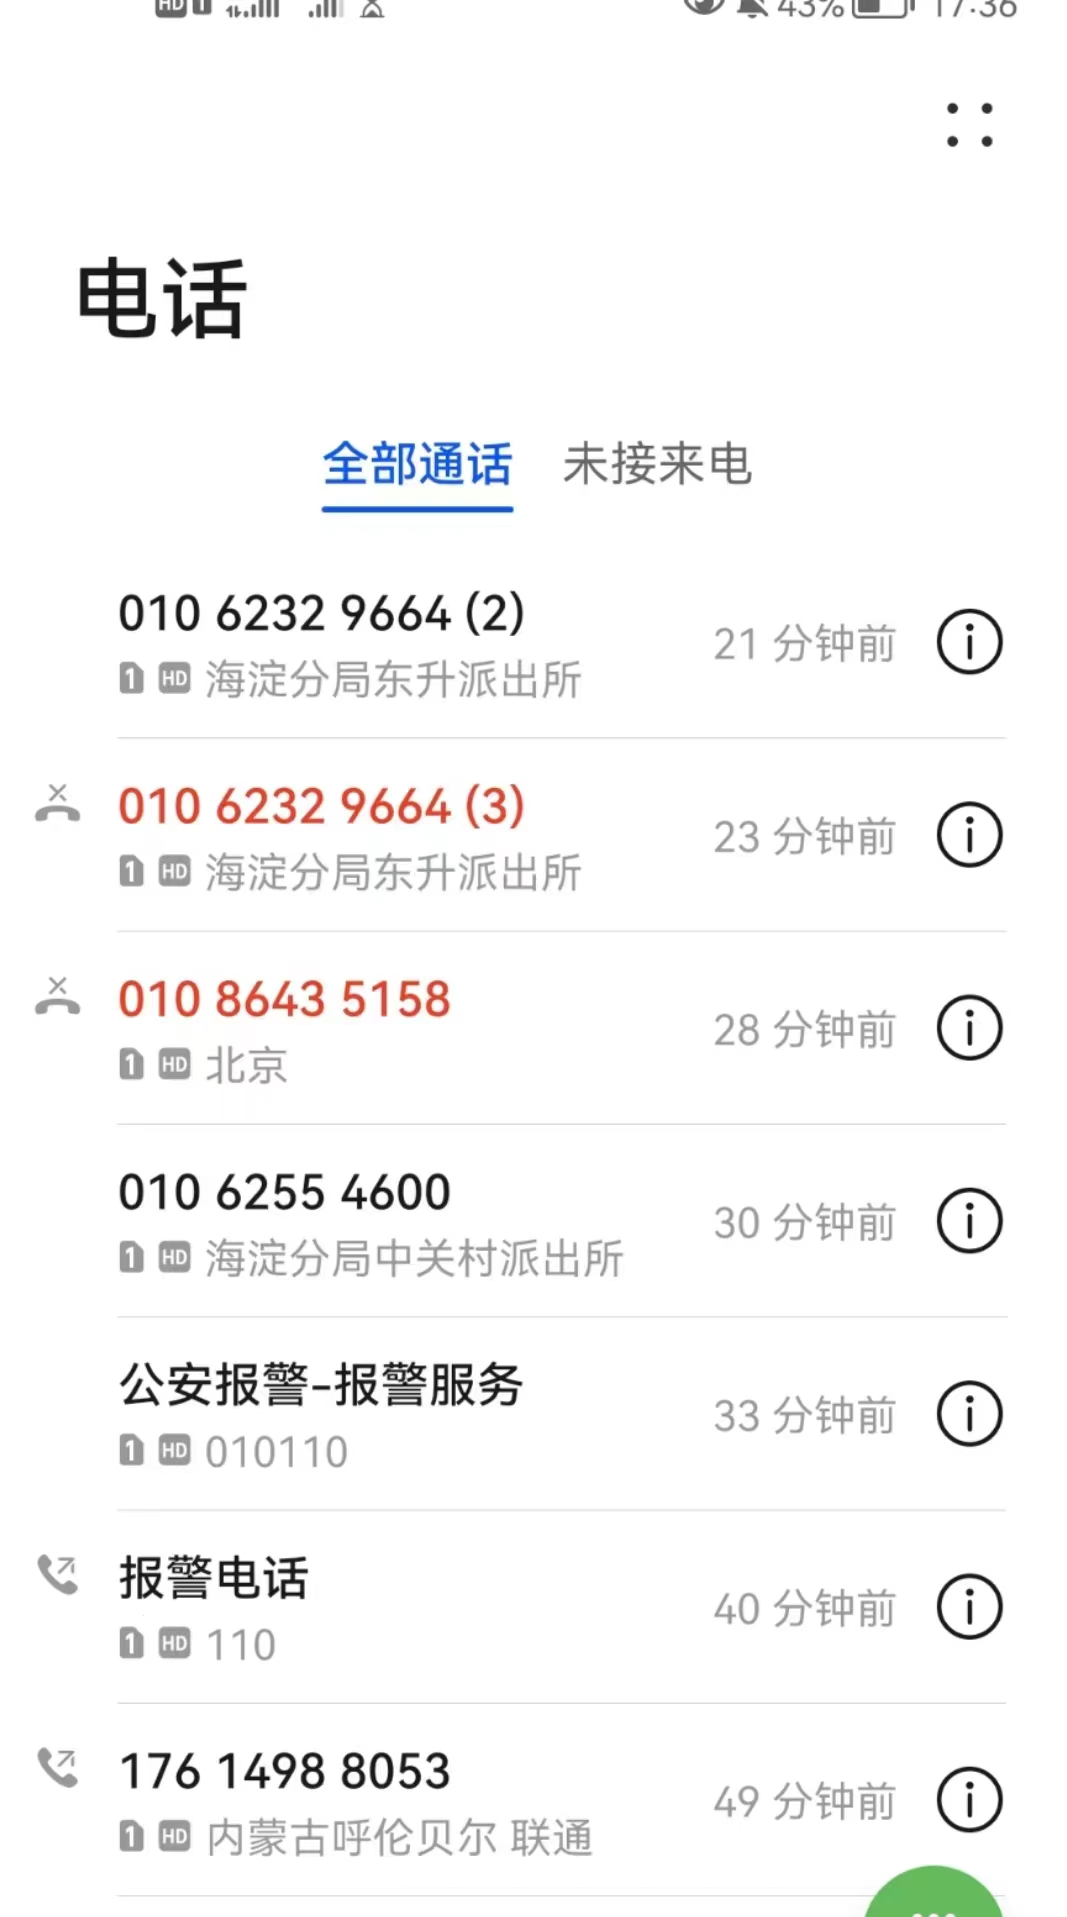 HD 1 43% 17:36
电话
全部通话 未接来电
010 6232 9664 (2)
21 分钟前
1 HD 海淀分局东升派出所
010 6232 9664 (3)
23 分钟前
1 HD 海淀分局东升派出所
010 8643 5158
28 分钟前
1 HD 北京
010 6255 4600
30 分钟前
1 HD 海淀分局中关村派出所
公安报警-报警服务
33 分钟前
1 HD 010110
报警电话
40 分钟前
1 HD 110
176 1498 8053
49 分钟前
1 HD 内蒙古呼伦贝尔 联通